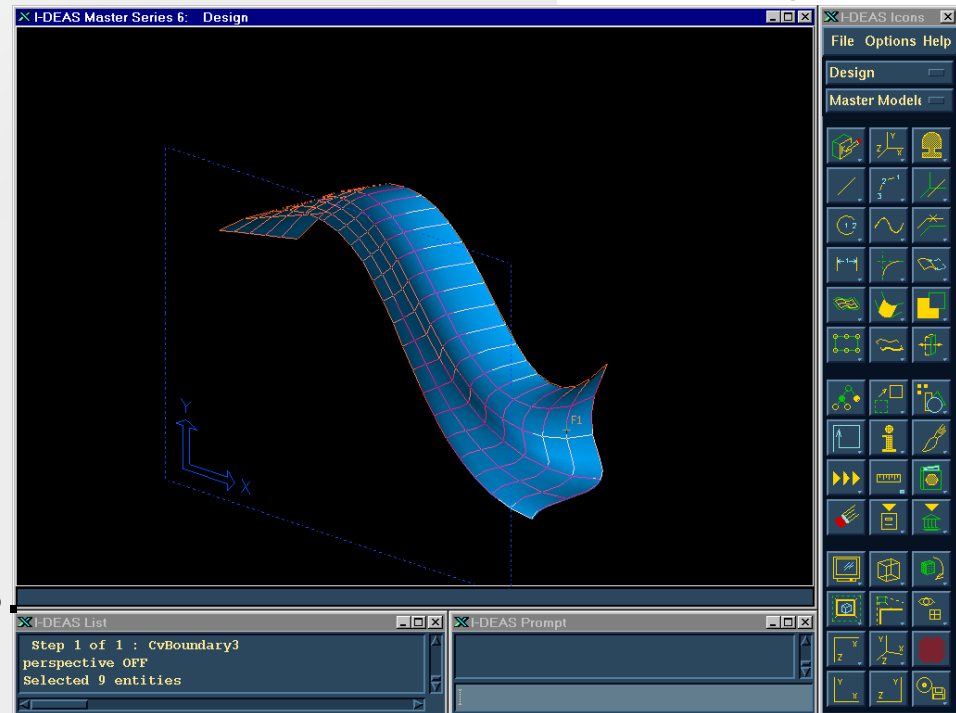 I-DEAS Master Series 6:   Design
I-DEAS Icons
File Options Help
Design
Master Modele
F1
Y
X
I-DEAS List
Step 1 of 1 : CvBoundary3
perspective OFF
Selected 9 entities
I-DEAS Prompt